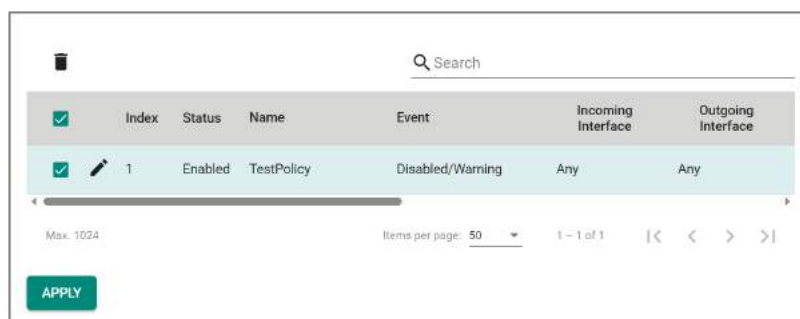 Search
Index Status Name Event Incoming Interface Outgoing Interface
1 Enabled TestPolicy Disabled/Warning Any Any
Max. 1024 Items per page: 50 1 – 1 of 1
APPLY